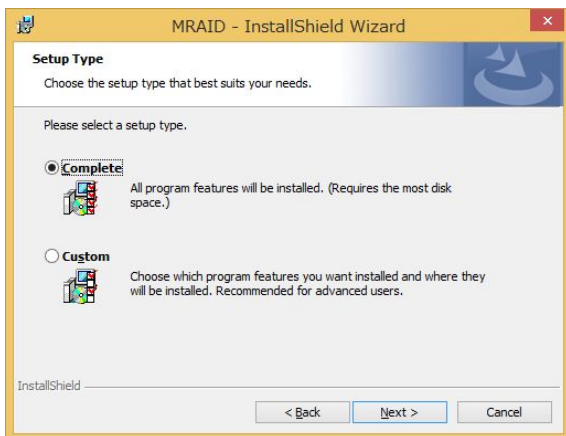 MRAID - InstallShield Wizard
Setup Type
Choose the setup type that best suits your needs.
Please select a setup type.
Complete
All program features will be installed. (Requires the most disk
space.)
Custom
Choose which program features you want installed and where they
will be installed. Recommended for advanced users.
InstallShield
< Back Next > Cancel